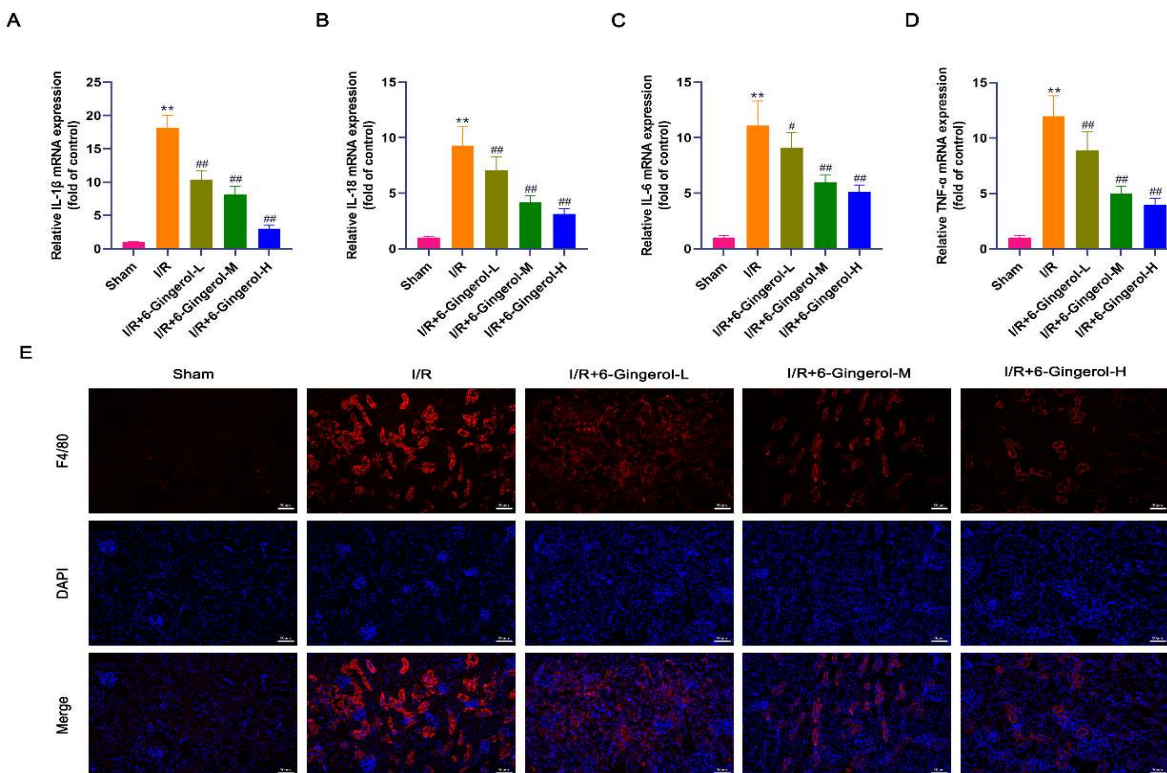 A
Relative IL-1β mRNA expression
(fold of control)
25
20
15
10
5
0
**
##
##
##
Sham
I/R
I/R+6-Gingerol-L
I/R+6-Gingerol-M
I/R+6-Gingerol-H
B
Relative IL-18 mRNA expression
(fold of control)
15
10
5
0
**
##
##
##
Sham
I/R
I/R+6-Gingerol-L
I/R+6-Gingerol-M
I/R+6-Gingerol-H
C
Relative IL-6 mRNA expression
(fold of control)
15
10
5
0
**
#
##
##
Sham
I/R
I/R+6-Gingerol-L
I/R+6-Gingerol-M
I/R+6-Gingerol-H
D
Relative TNF-α mRNA expression
(fold of control)
15
10
5
0
**
##
##
##
Sham
I/R
I/R+6-Gingerol-L
I/R+6-Gingerol-M
I/R+6-Gingerol-H
E
Sham
I/R
I/R+6-Gingerol-L
I/R+6-Gingerol-M
I/R+6-Gingerol-H
F4/80
DAPI
Merge